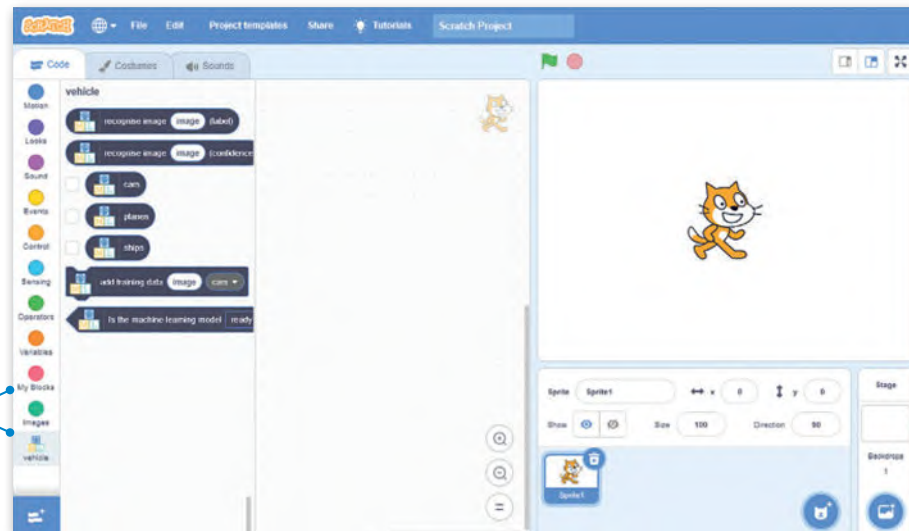 SCRATCH File Edit Project templates Share Tutorials Scratch Project
Code Costumes Sounds
Motion
Looks
Sound
Events
Control
Sensing
Operators
Variables
My Blocks
Images
vehicle
vehicle
recognise image image (label)
recognise image image (confidence
cars
planes
ships
add training data image cars
Is the machine learning model ready
Sprite Sprite1 x 0 y 0
Show Size 100 Direction 90
Sprite1
Stage
Backdrops
1